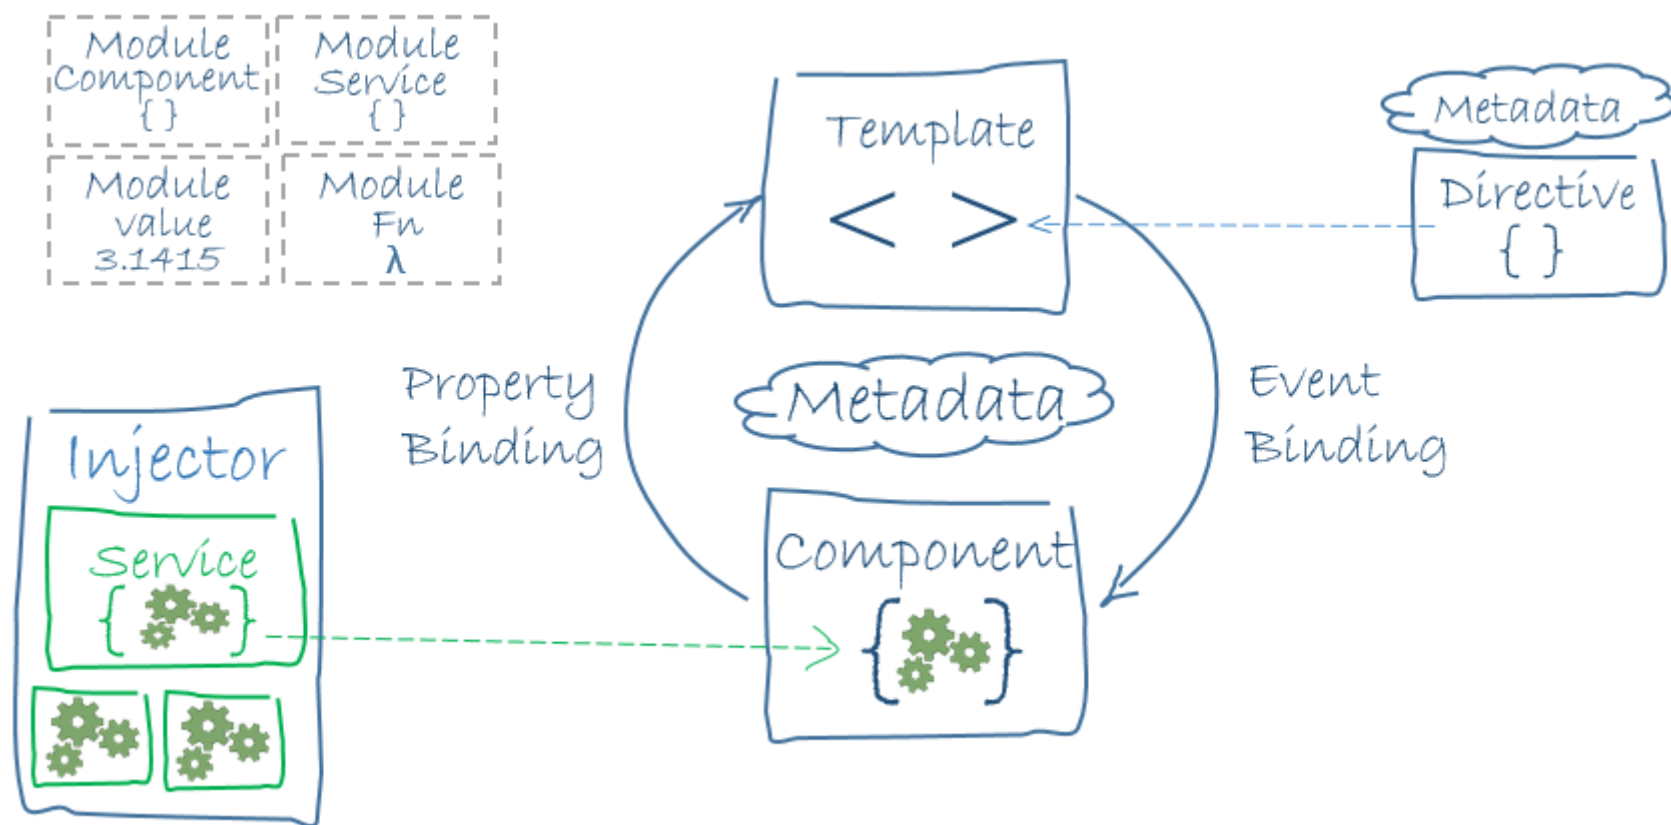 Module
Component
{ }
Module
Service
{ }
Module
value
3.1415
Module
Fn
λ
Template
< >
Metadata
Directive
{ }
Property
Binding
Metadata
Event
Binding
Injector
Service
{ }
Component
{ }